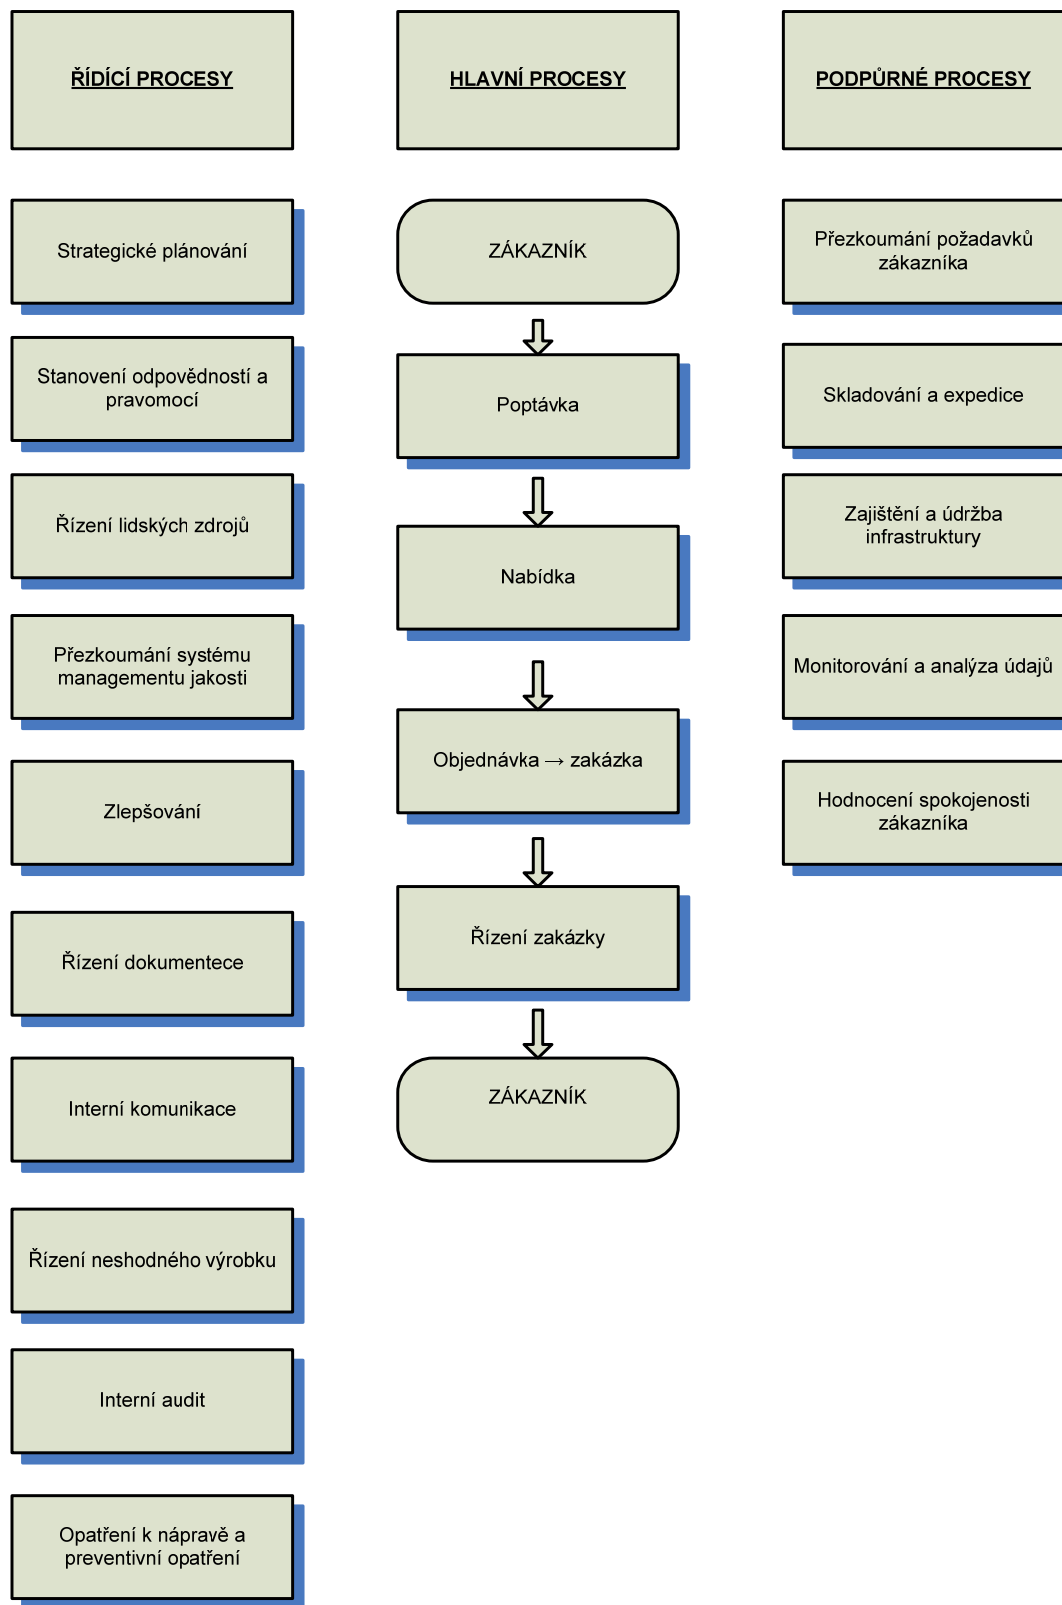 ŘÍDÍCÍ PROCESY
Strategické plánování
Stanovení odpovědností a
pravomocí
Řízení lidských zdrojů
Přezkoumání systému
managementu jakosti
Zlepšování
Řízení dokumentece
Interní komunikace
Řízení neshodného výrobku
Interní audit
Opatření k nápravě a
preventivní opatření
HLAVNÍ PROCESY
ZÁKAZNÍK
Poptávka
Nabídka
Objednávka → zakázka
Řízení zakázky
ZÁKAZNÍK
PODPŮRNÉ PROCESY
Přezkoumání požadavků
zákazníka
Skladování a expedice
Zajištění a údržba
infrastruktury
Monitorování a analýza údajů
Hodnocení spokojenosti
zákazníka